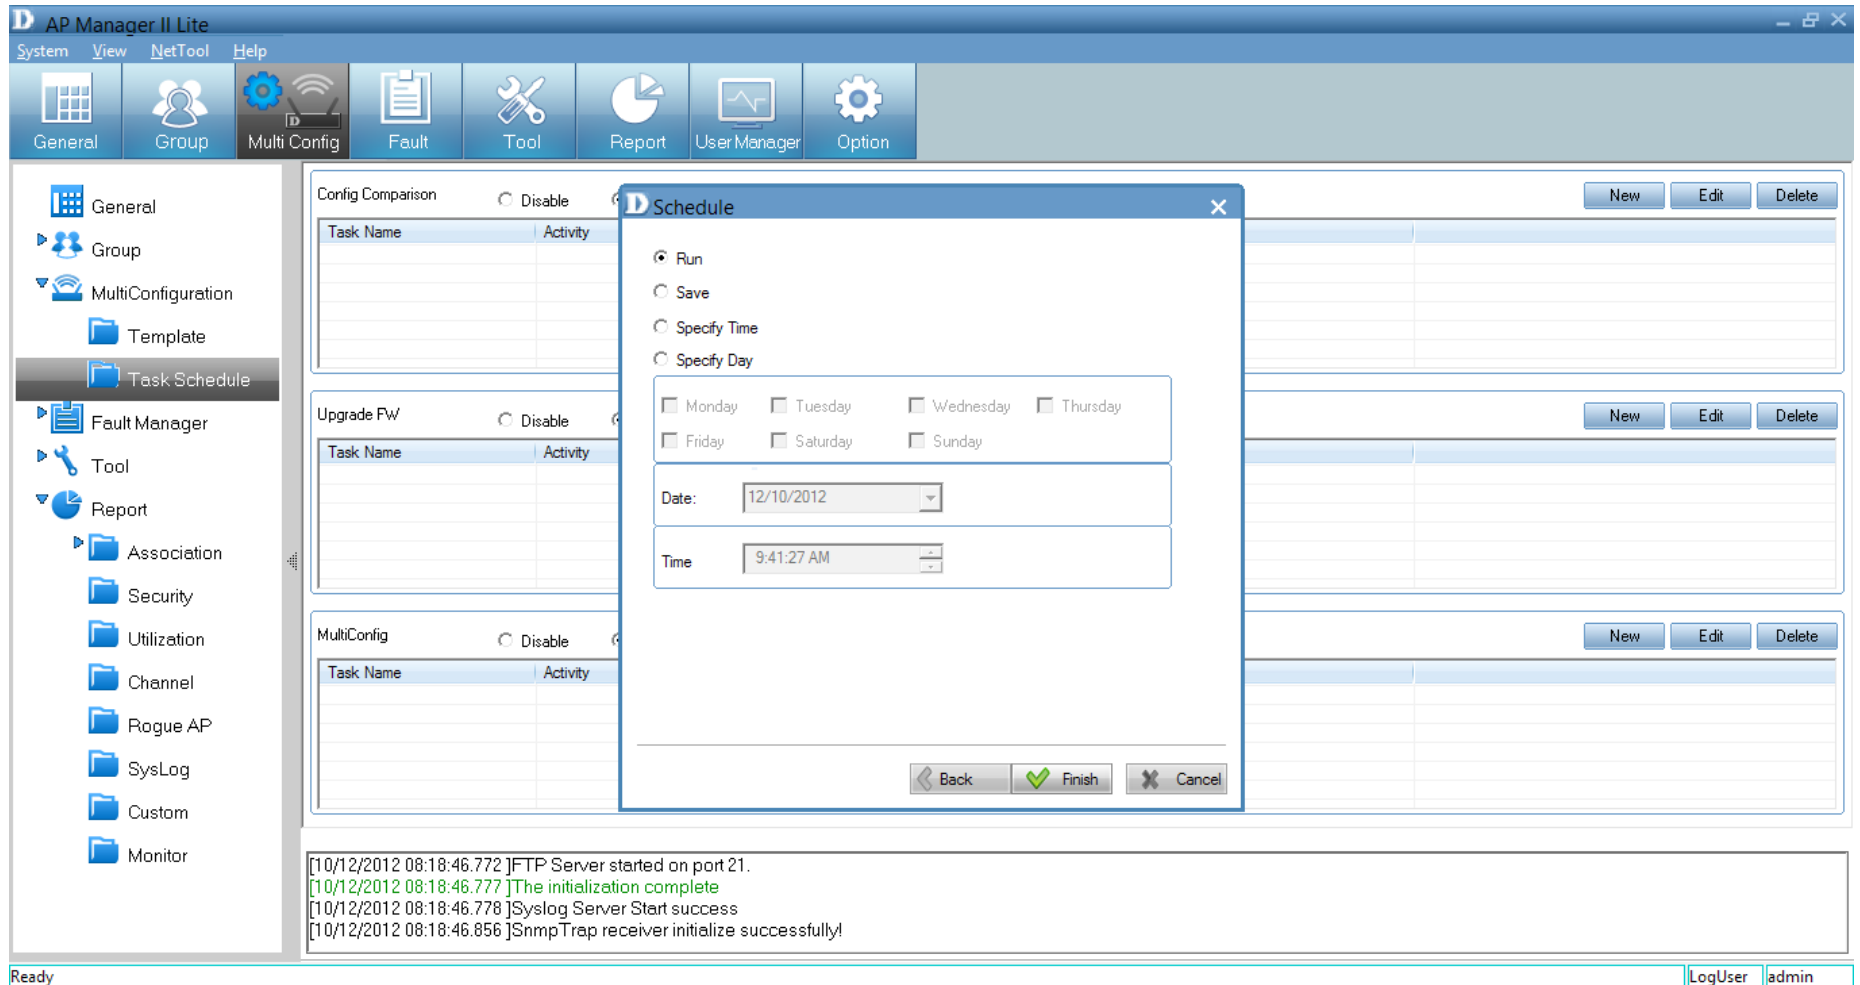 AP Manager II Lite
System View NetTool Help
General Group Multi Config Fault Tool Report User Manager Option
General
Group
MultiConfiguration
Template
Task Schedule
Fault Manager
Tool
Report
Association
Security
Utilization
Channel
Rogue AP
SysLog
Custom
Monitor
Config Comparison Disable New Edit Delete
Task Name Activity
Upgrade FW Disable New Edit Delete
Task Name Activity
MultiConfig Disable New Edit Delete
Task Name Activity
Schedule
Run
Save
Specify Time
Specify Day
Monday Tuesday Wednesday Thursday
Friday Saturday Sunday
Date: 12/10/2012
Time 9:41:27 AM
Back Finish Cancel
[10/12/2012 08:18:46.772 ]FTP Server started on port 21.
[10/12/2012 08:18:46.777 ]The initialization complete
[10/12/2012 08:18:46.778 ]Syslog Server Start success
[10/12/2012 08:18:46.856 ]SnmpTrap receiver initialize successfully!
Ready LogUser admin